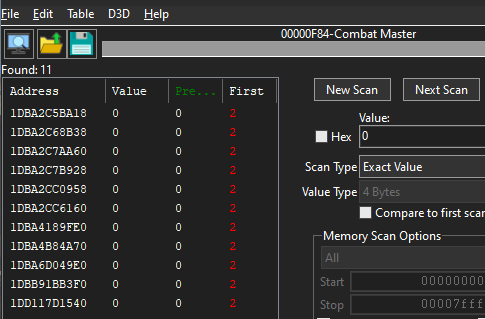 File Edit Table D3D Help
00000F84-Combat Master
Found: 11
Address Value Pre... First
1DBA2C5BA18 0 0 2
1DBA2C68B38 0 0 2
1DBA2C7AA60 0 0 2
1DBA2C7B928 0 0 2
1DBA2CC0958 0 0 2
1DBA2CC6160 0 0 2
1DBA4189FE0 0 0 2
1DBA4B84A70 0 0 2
1DBA6D049E0 0 0 2
1DBB91BB3F0 0 0 2
1DD117D1540 0 0 2
New Scan Next Scan
Value:
Hex 0
Scan Type Exact Value
Value Type 4 Bytes
Compare to first scan
Memory Scan Options
All
Start 00000000
Stop 00007fff